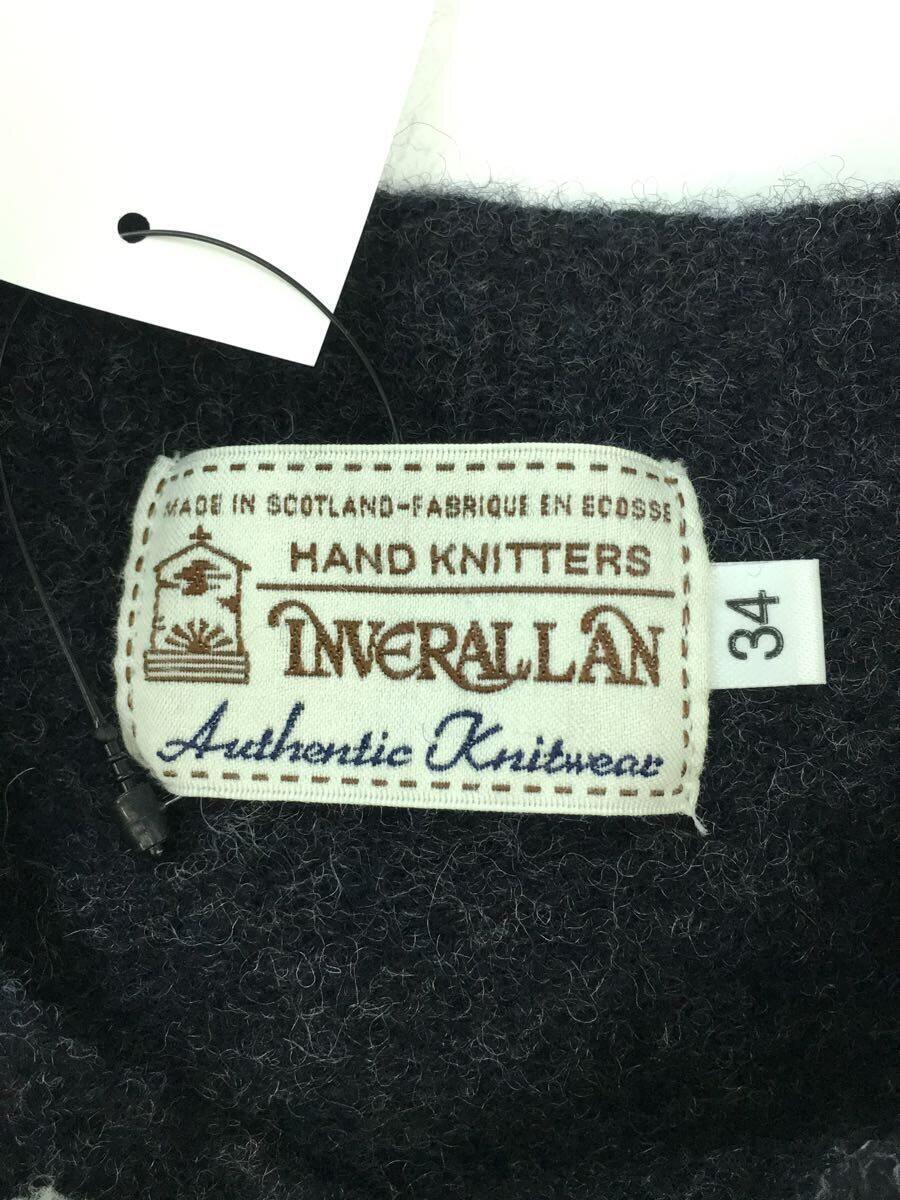 MADE IN SCOTLAND-FABRIQUE EN ECOSSE
HAND KNITTERS
INVERALLAN
Authentic Knitwear
34